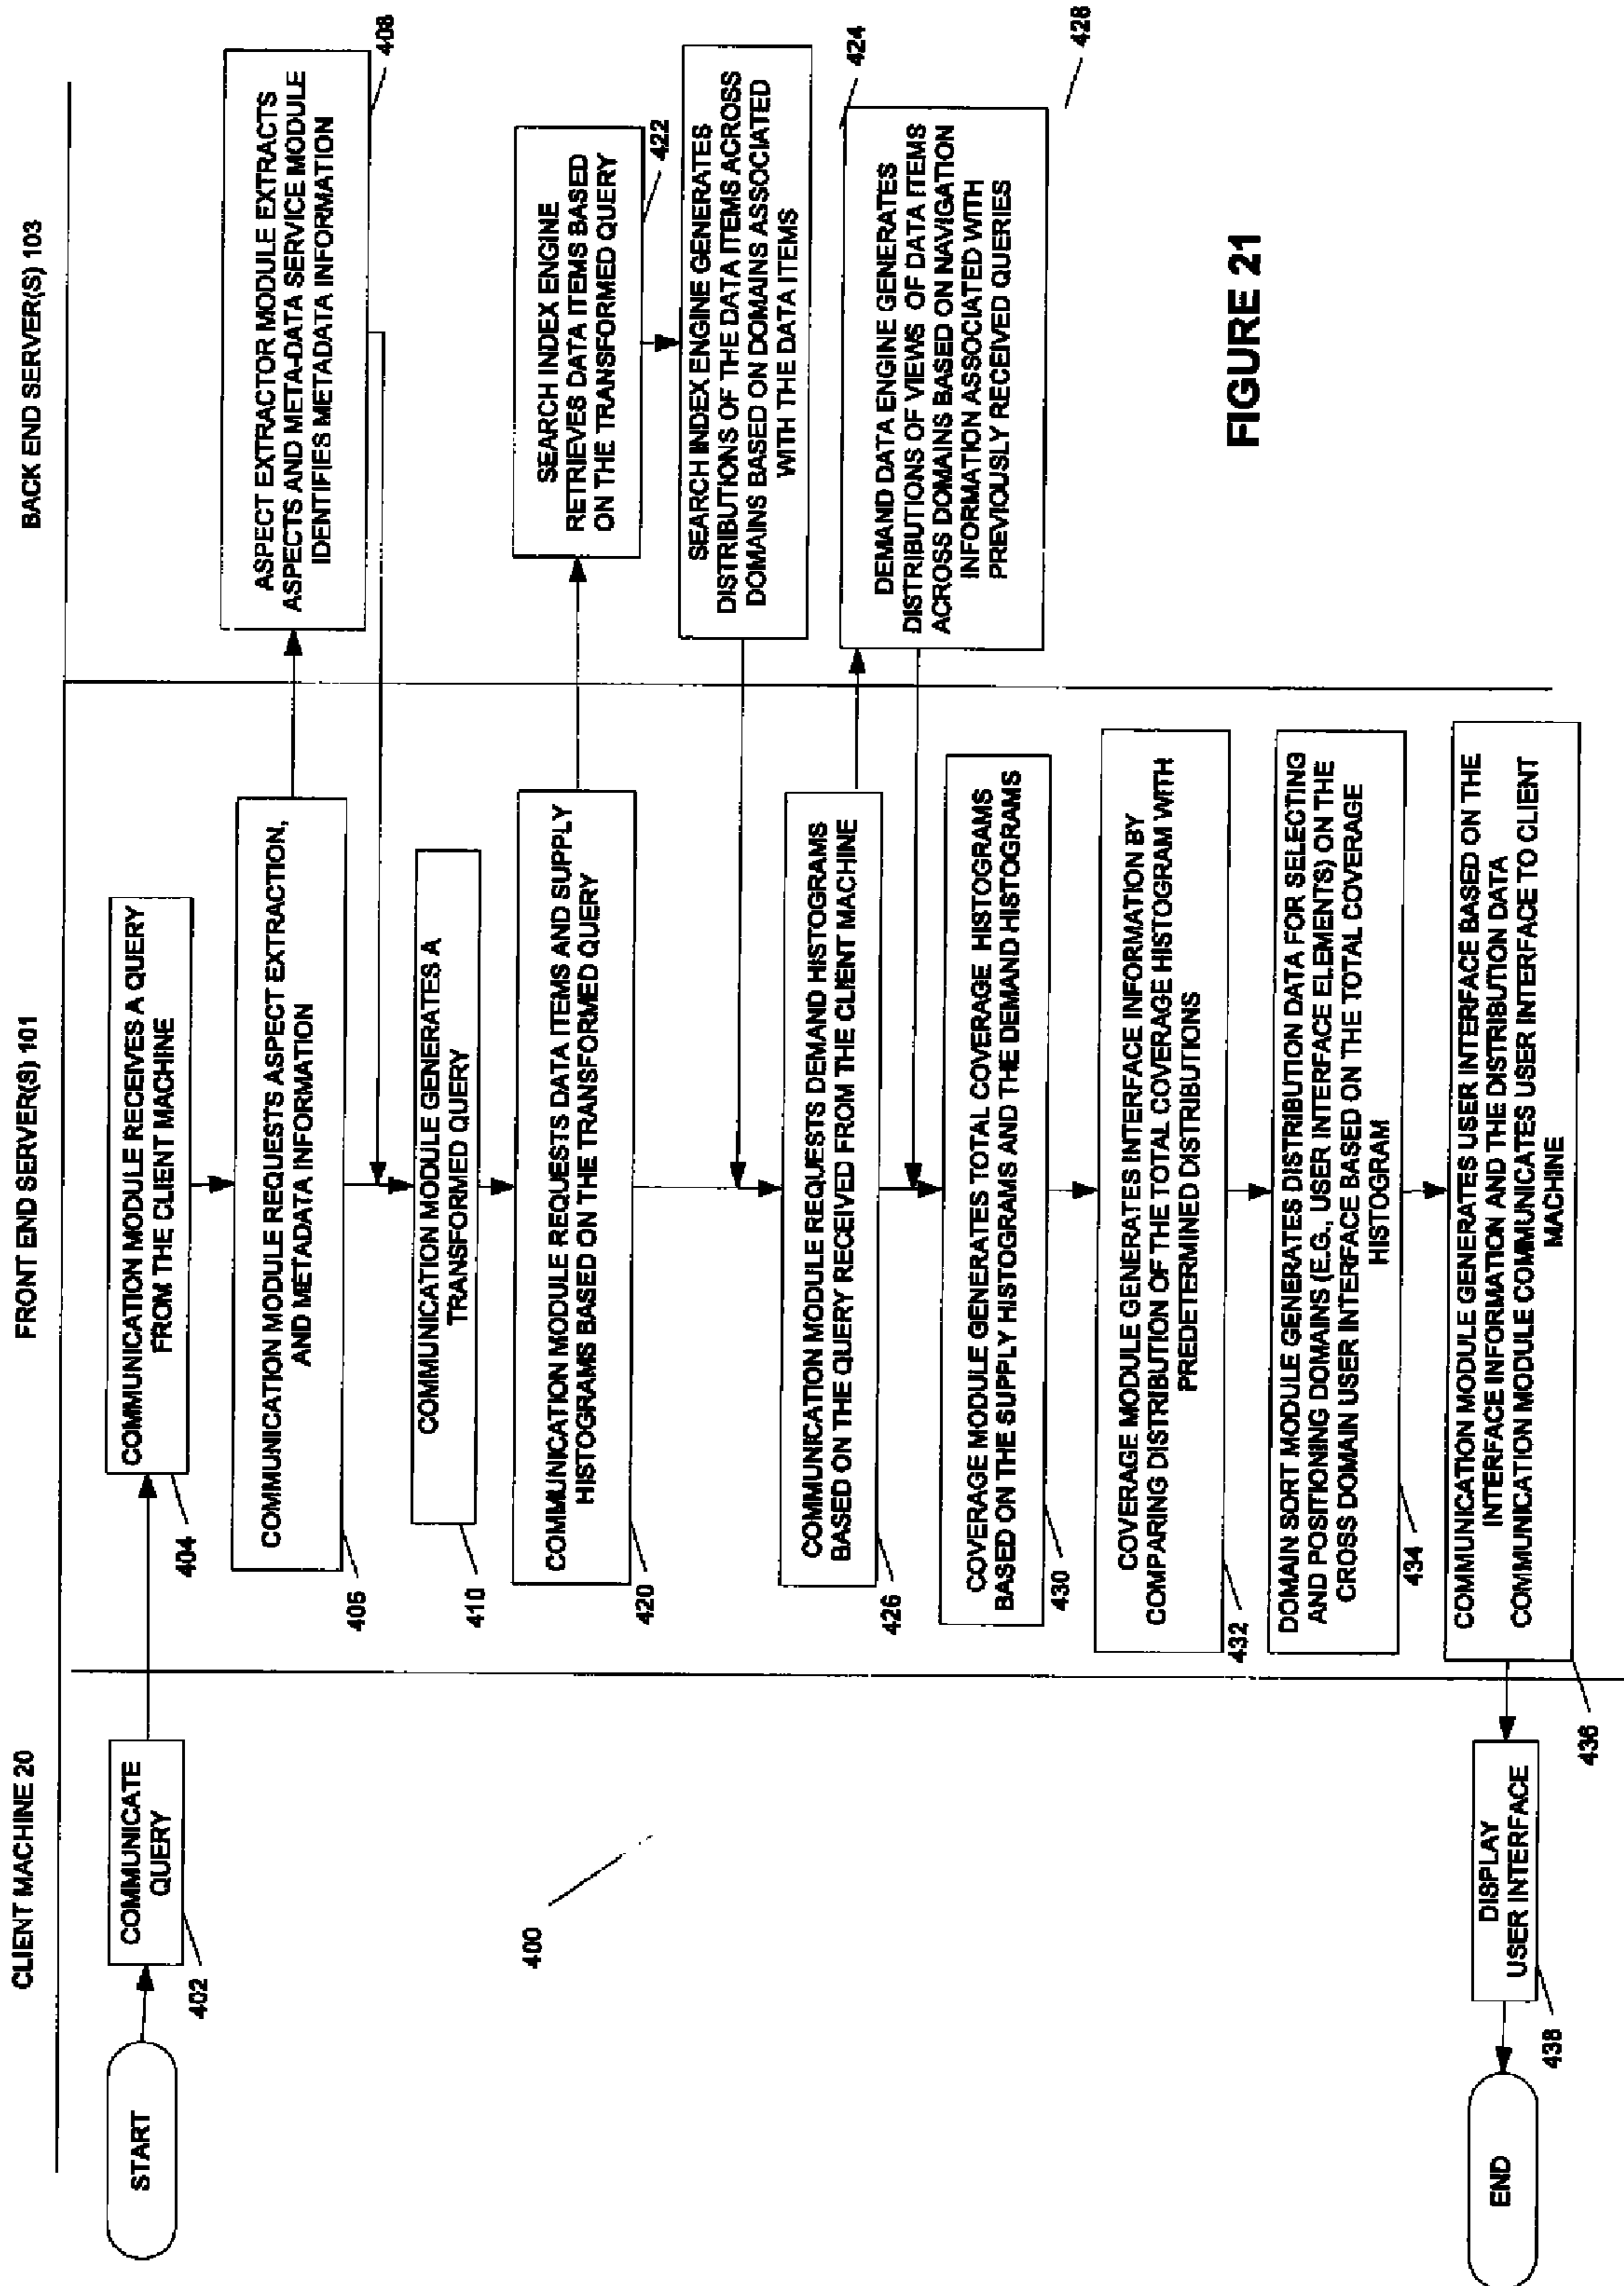 CLIENT MACHINE 20
FRONT END SERVER(S) 101
BACK END SERVER(S) 103
START
COMMUNICATE
QUERY
402
COMMUNICATION MODULE RECEIVES A QUERY
FROM THE CLIENT MACHINE
404
COMMUNICATION MODULE REQUESTS ASPECT EXTRACTION,
AND METADATA INFORMATION
406
ASPECT EXTRACTOR MODULE EXTRACTS
ASPECTS AND META-DATA SERVICE MODULE
IDENTIFIES METADATA INFORMATION
408
COMMUNICATION MODULE GENERATES A
TRANSFORMED QUERY
410
COMMUNICATION MODULE REQUESTS DATA ITEMS AND SUPPLY
HISTOGRAMS BASED ON THE TRANSFORMED QUERY
420
SEARCH INDEX ENGINE
RETRIEVES DATA ITEMS BASED
ON THE TRANSFORMED QUERY
422
SEARCH INDEX ENGINE GENERATES
DISTRIBUTIONS OF THE DATA ITEMS ACROSS
DOMAINS BASED ON DOMAINS ASSOCIATED
WITH THE DATA ITEMS
424
400
COMMUNICATION MODULE REQUESTS DEMAND HISTOGRAMS
BASED ON THE QUERY RECEIVED FROM THE CLIENT MACHINE
426
DEMAND DATA ENGINE GENERATES
DISTRIBUTIONS OF VIEWS OF DATA ITEMS
ACROSS DOMAINS BASED ON NAVIGATION
INFORMATION ASSOCIATED WITH
PREVIOUSLY RECEIVED QUERIES
428
COVERAGE MODULE GENERATES TOTAL COVERAGE HISTOGRAMS
BASED ON THE SUPPLY HISTOGRAMS AND THE DEMAND HISTOGRAMS
430
COVERAGE MODULE GENERATES INTERFACE INFORMATION BY
COMPARING DISTRIBUTION OF THE TOTAL COVERAGE HISTOGRAM WITH
PREDETERMINED DISTRIBUTIONS
432
DOMAIN SORT MODULE GENERATES DISTRIBUTION DATA FOR SELECTING
AND POSITIONING DOMAINS (E.G., USER INTERFACE ELEMENTS) ON THE
CROSS DOMAIN USER INTERFACE BASED ON THE TOTAL COVERAGE
HISTOGRAM
434
COMMUNICATION MODULE GENERATES USER INTERFACE BASED ON THE
INTERFACE INFORMATION AND THE DISTRIBUTION DATA
COMMUNICATION MODULE COMMUNICATES USER INTERFACE TO CLIENT
MACHINE
436
DISPLAY
USER INTERFACE
438
END
FIGURE 21